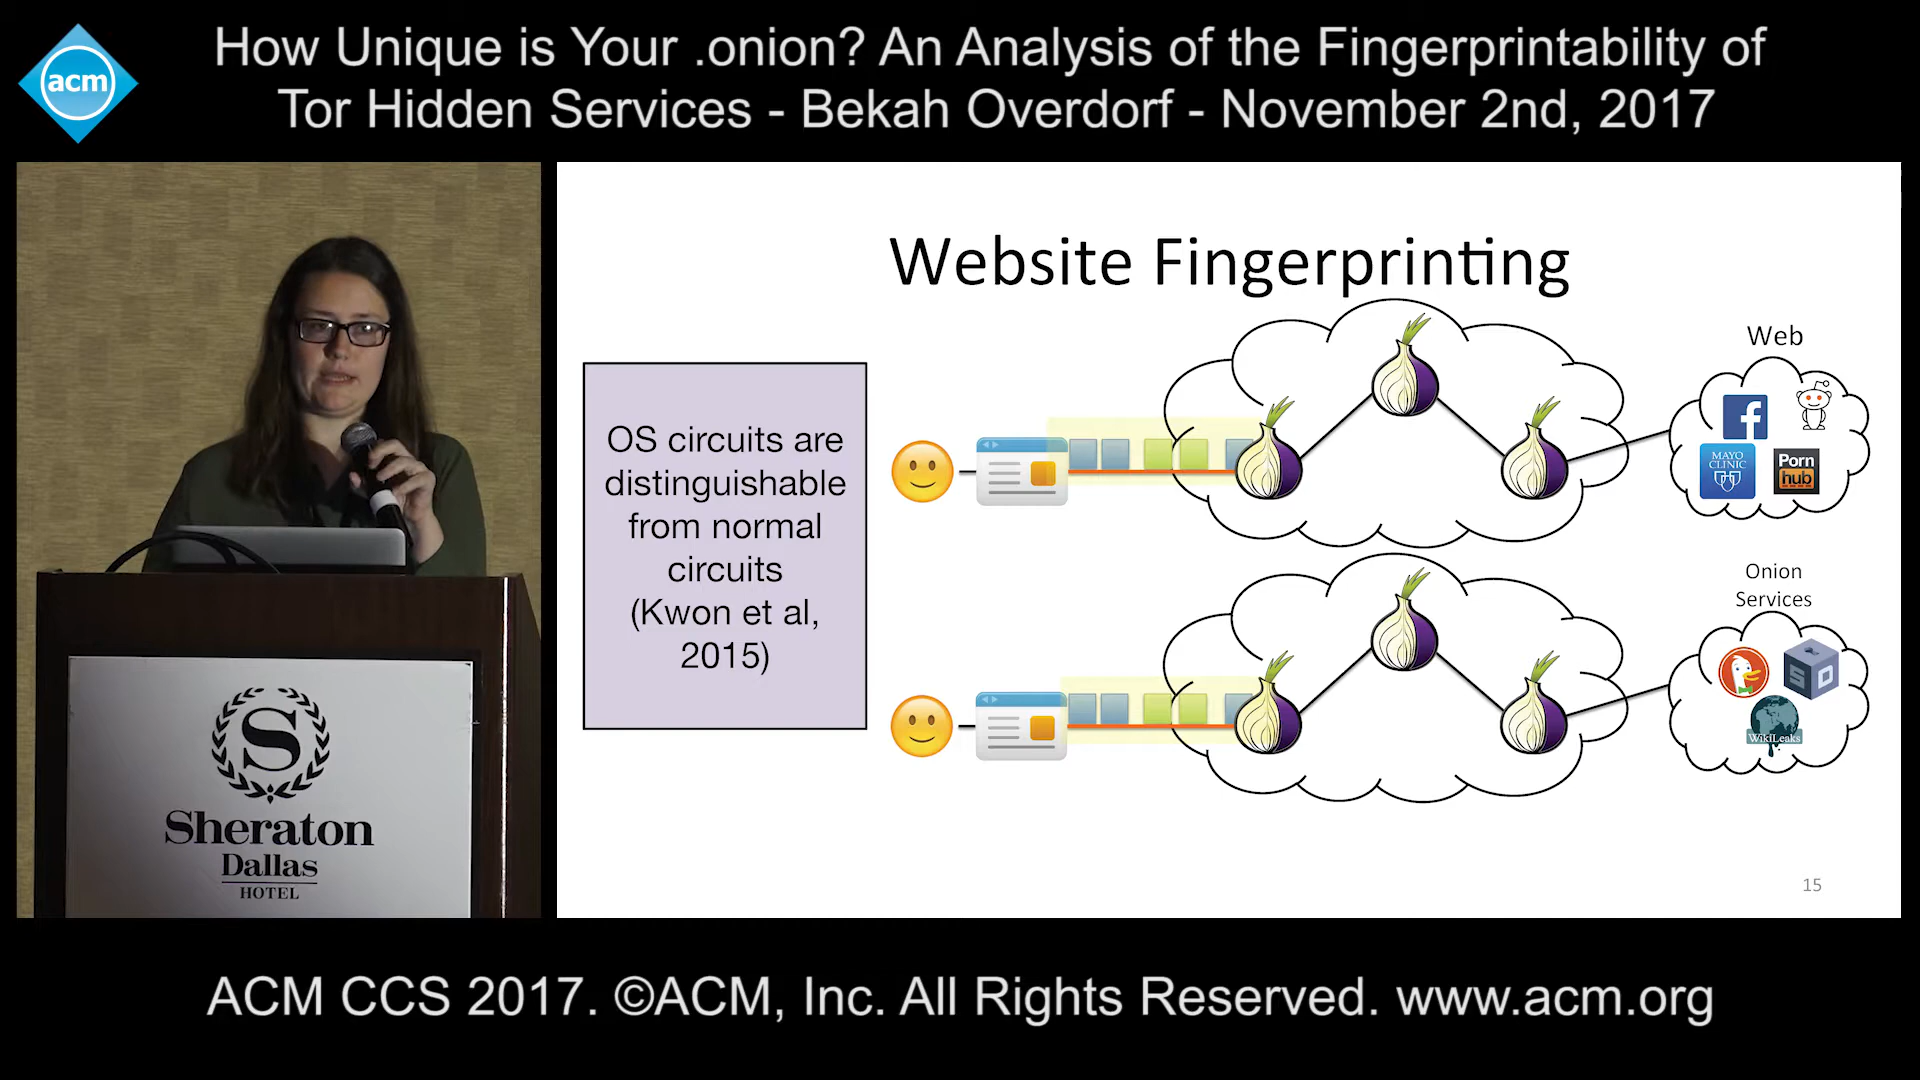 How Unique is Your .onion? An Analysis of the Fingerprintability of
Tor Hidden Services - Bekah Overdorf - November 2nd, 2017
acm
Website Fingerprinting
OS circuits are
distinguishable
from normal
circuits
(Kwon et al,
2015)
Web
f
MAYO
CLINIC
Porn
hub
Onion
Services
S D
WikiLeaks
15
S
Sheraton
Dallas
HOTEL
ACM CCS 2017. ©ACM, Inc. All Rights Reserved. www.acm.org